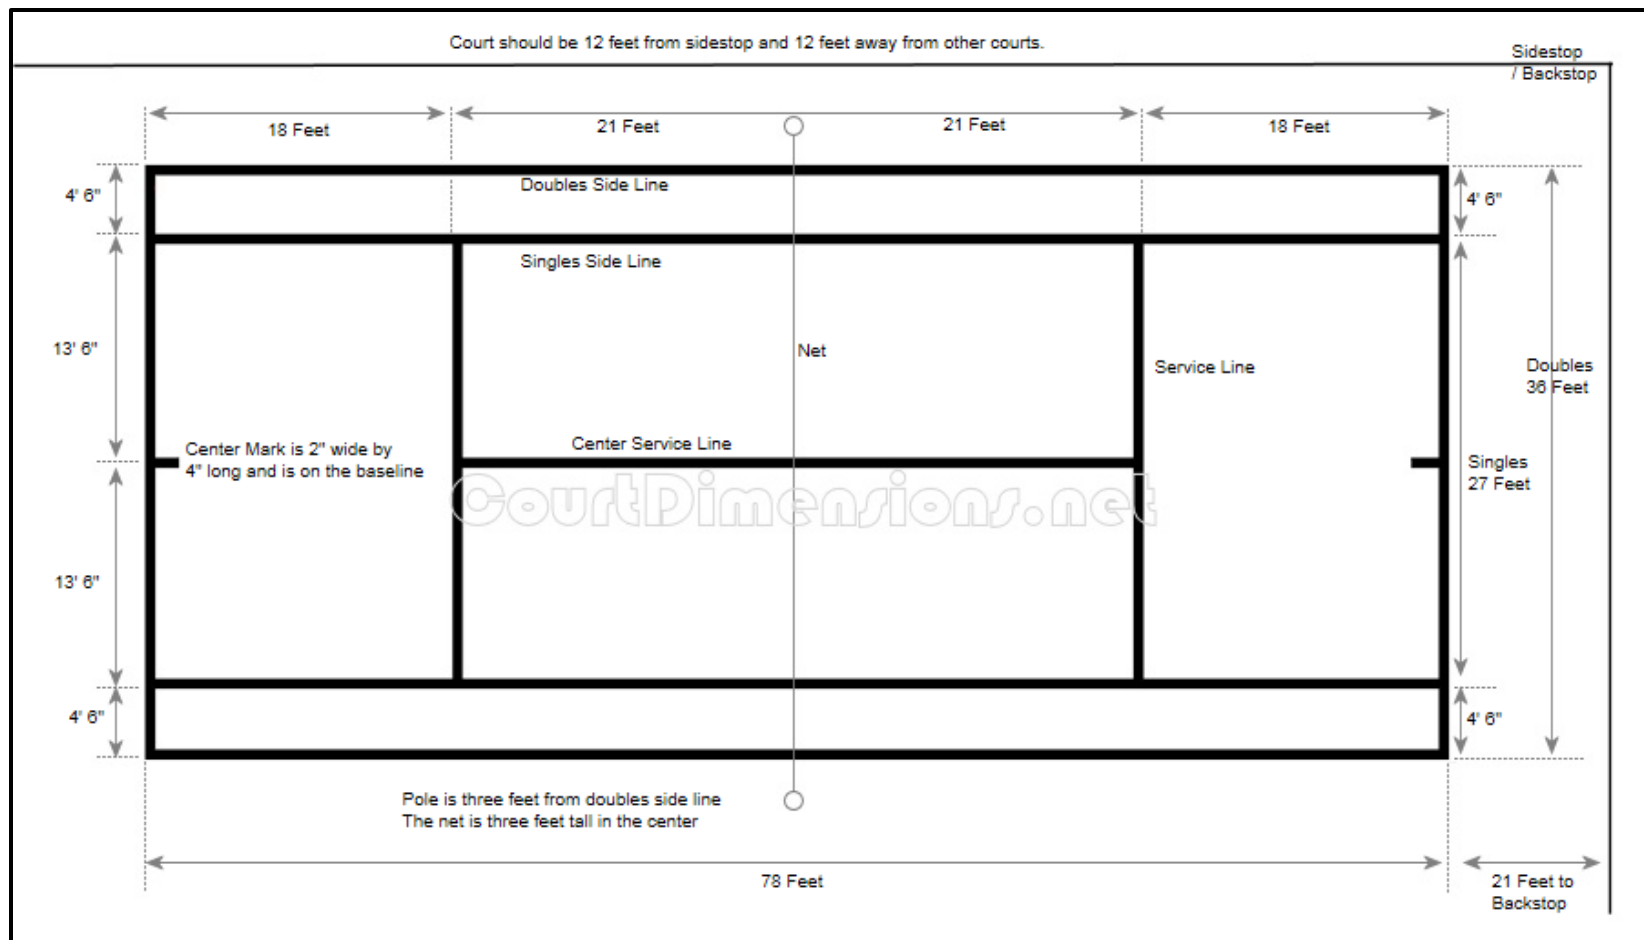 Court should be 12 feet from sidestop and 12 feet away from other courts.
Sidestop
/ Backstop
18 Feet
21 Feet
21 Feet
18 Feet
4' 6"
Doubles Side Line
4' 6"
Singles Side Line
13' 6"
Net
Service Line
Doubles
36 Feet
Center Service Line
Center Mark is 2" wide by
4" long and is on the baseline
Singles
27 Feet
CourtDimensions.net
13' 6"
4' 6"
4' 6"
Pole is three feet from doubles side line
The net is three feet tall in the center
78 Feet
21 Feet to
Backstop